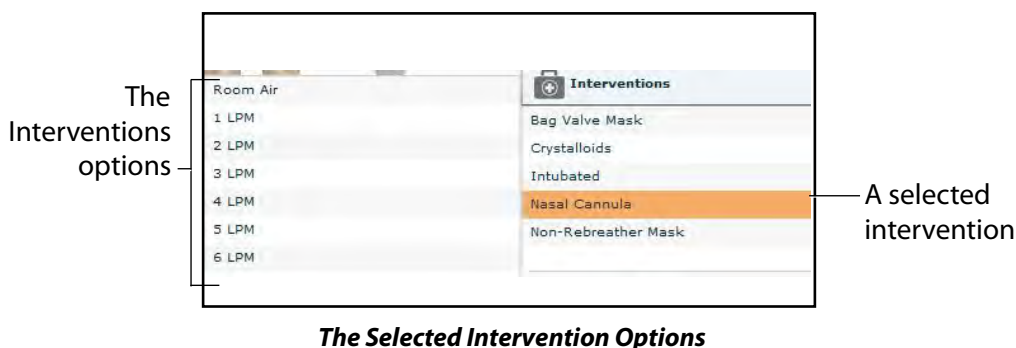 The
Interventions
options
Room Air
1 LPM
2 LPM
3 LPM
4 LPM
5 LPM
6 LPM
Interventions
Bag Valve Mask
Crystalloids
Intubated
Nasal Cannula
Non-Rebreather Mask
A selected
intervention
The Selected Intervention Options